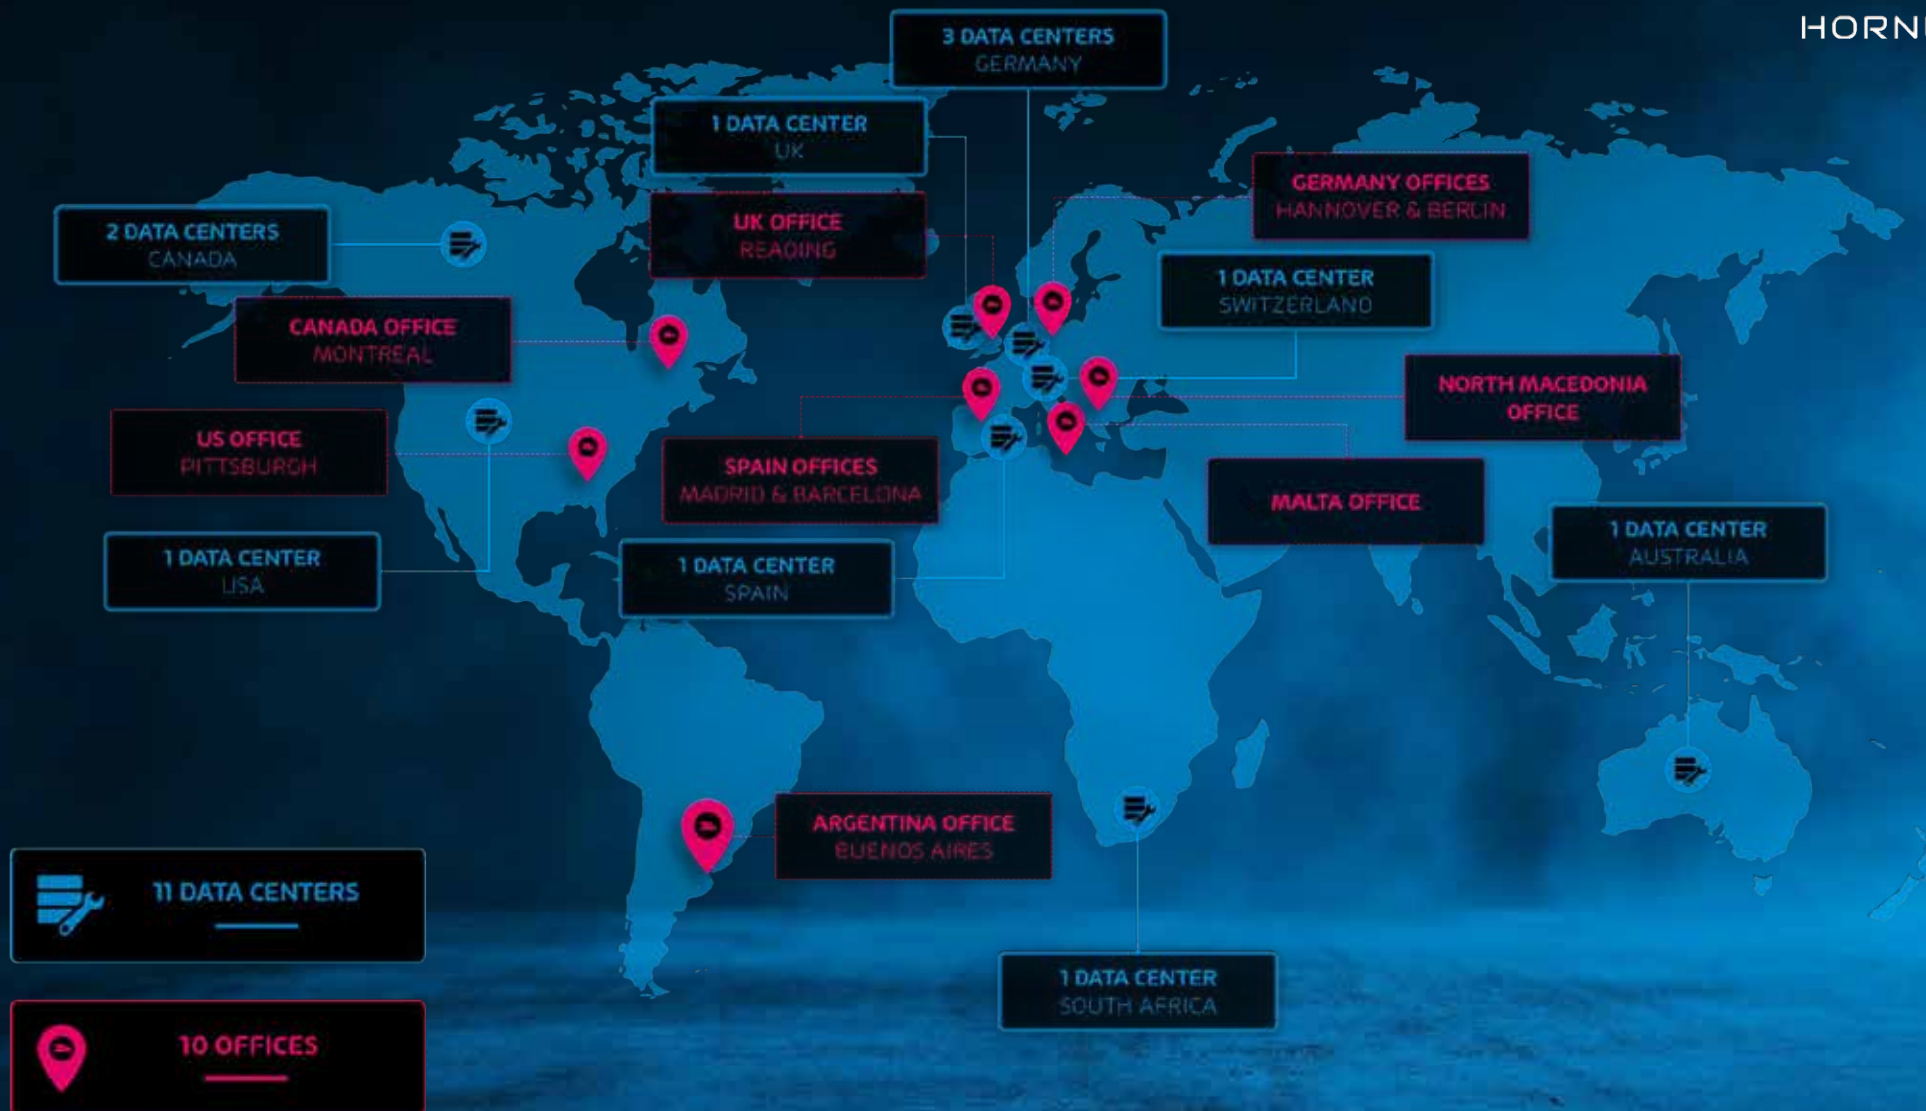 HORN
3 DATA CENTERS
GERMANY
1 DATA CENTER
UK
GERMANY OFFICES
HANNOVER & BERLIN
UK OFFICE
READING
2 DATA CENTERS
CANADA
1 DATA CENTER
SWITZERLAND
CANADA OFFICE
MONTREAL
NORTH MACEDONIA
OFFICE
US OFFICE
PITTSBURGH
SPAIN OFFICES
MADRID & BARCELONA
MALTA OFFICE
1 DATA CENTER
AUSTRALIA
1 DATA CENTER
USA
1 DATA CENTER
SPAIN
ARGENTINA OFFICE
BUENOS AIRES
11 DATA CENTERS
1 DATA CENTER
SOUTH AFRICA
10 OFFICES